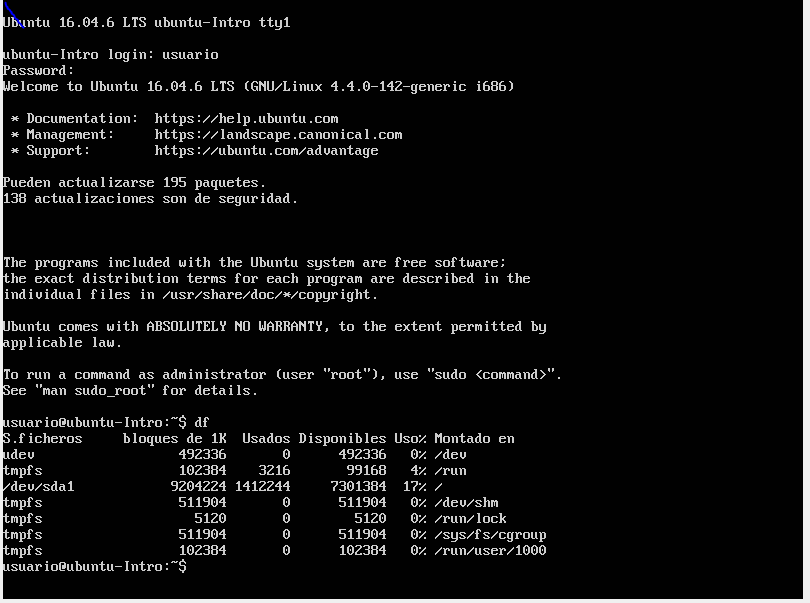 Ubuntu 16.04.6 LTS ubuntu-Intro tty1
ubuntu-Intro login: usuario
Password:
Welcome to Ubuntu 16.04.6 LTS (GNU/Linux 4.4.0-142-generic i686)
* Documentation:  https://help.ubuntu.com
* Management:     https://landscape.canonical.com
* Support:        https://ubuntu.com/advantage
Pueden actualizarse 195 paquetes.
138 actualizaciones son de seguridad.
The programs included with the Ubuntu system are free software;
the exact distribution terms for each program are described in the
individual files in /usr/share/doc/*/copyright.
Ubuntu comes with ABSOLUTELY NO WARRANTY, to the extent permitted by
applicable law.
To run a command as administrator (user "root"), use "sudo <command>".
See "man sudo_root" for details.
usuario@ubuntu-Intro:~$ df
S.ficheros     bloques de 1K  Usados Disponibles Uso% Montado en
udev                  492336       0      492336   0% /dev
tmpfs                 102384    3216       99168   4% /run
/dev/sda1            9204224 1412244     7301384  17% /
tmpfs                 511904       0      511904   0% /dev/shm
tmpfs                   5120       0        5120   0% /run/lock
tmpfs                 511904       0      511904   0% /sys/fs/cgroup
tmpfs                 102384       0      102384   0% /run/user/1000
usuario@ubuntu-Intro:~$